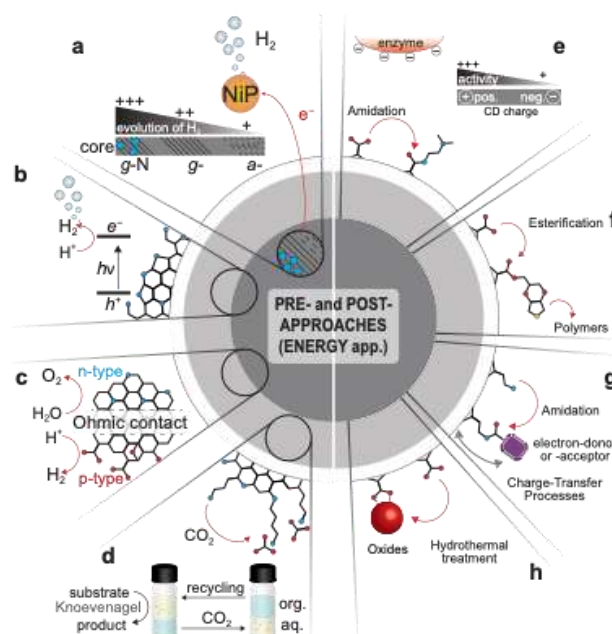 a
H₂
NiP
+++
++
+
evolution of H₂
e⁻
core
g-N
g-
a-
enzyme
e
+++
+
activity
+ pos.
neg. −
CD charge
Amidation
b
H₂
H⁺
e⁻
hν
h⁺
Esterification
f
Polymers
PRE- and POST-
APPROACHES
(ENERGY app.)
c
O₂
n-type
H₂O
Ohmic contact
H⁺
H₂
p-type
g
Amidation
electron-dono
or -acceptor
Charge-Transfer
Processes
CO₂
Oxides
Hydrothermal
treatment
h
d
substrate
Knoevenagel
product
recycling
CO₂
org.
aq.